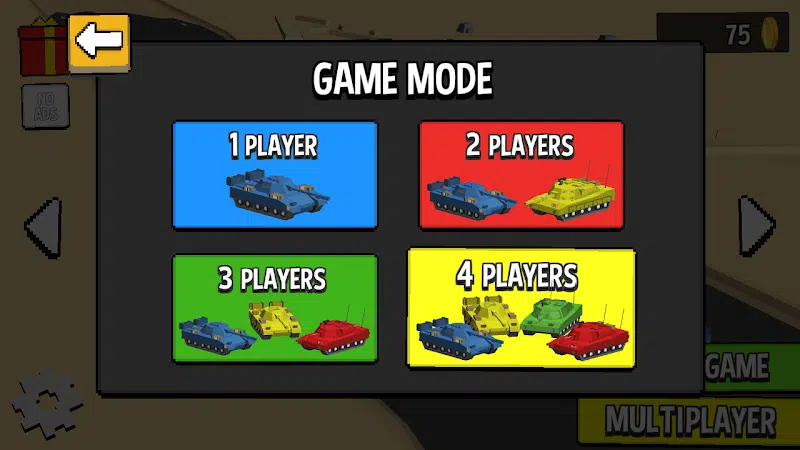 75
NO
ADS
GAME MODE
1 PLAYER
2 PLAYERS
3 PLAYERS
4 PLAYERS
GAME
MULTIPLAYER